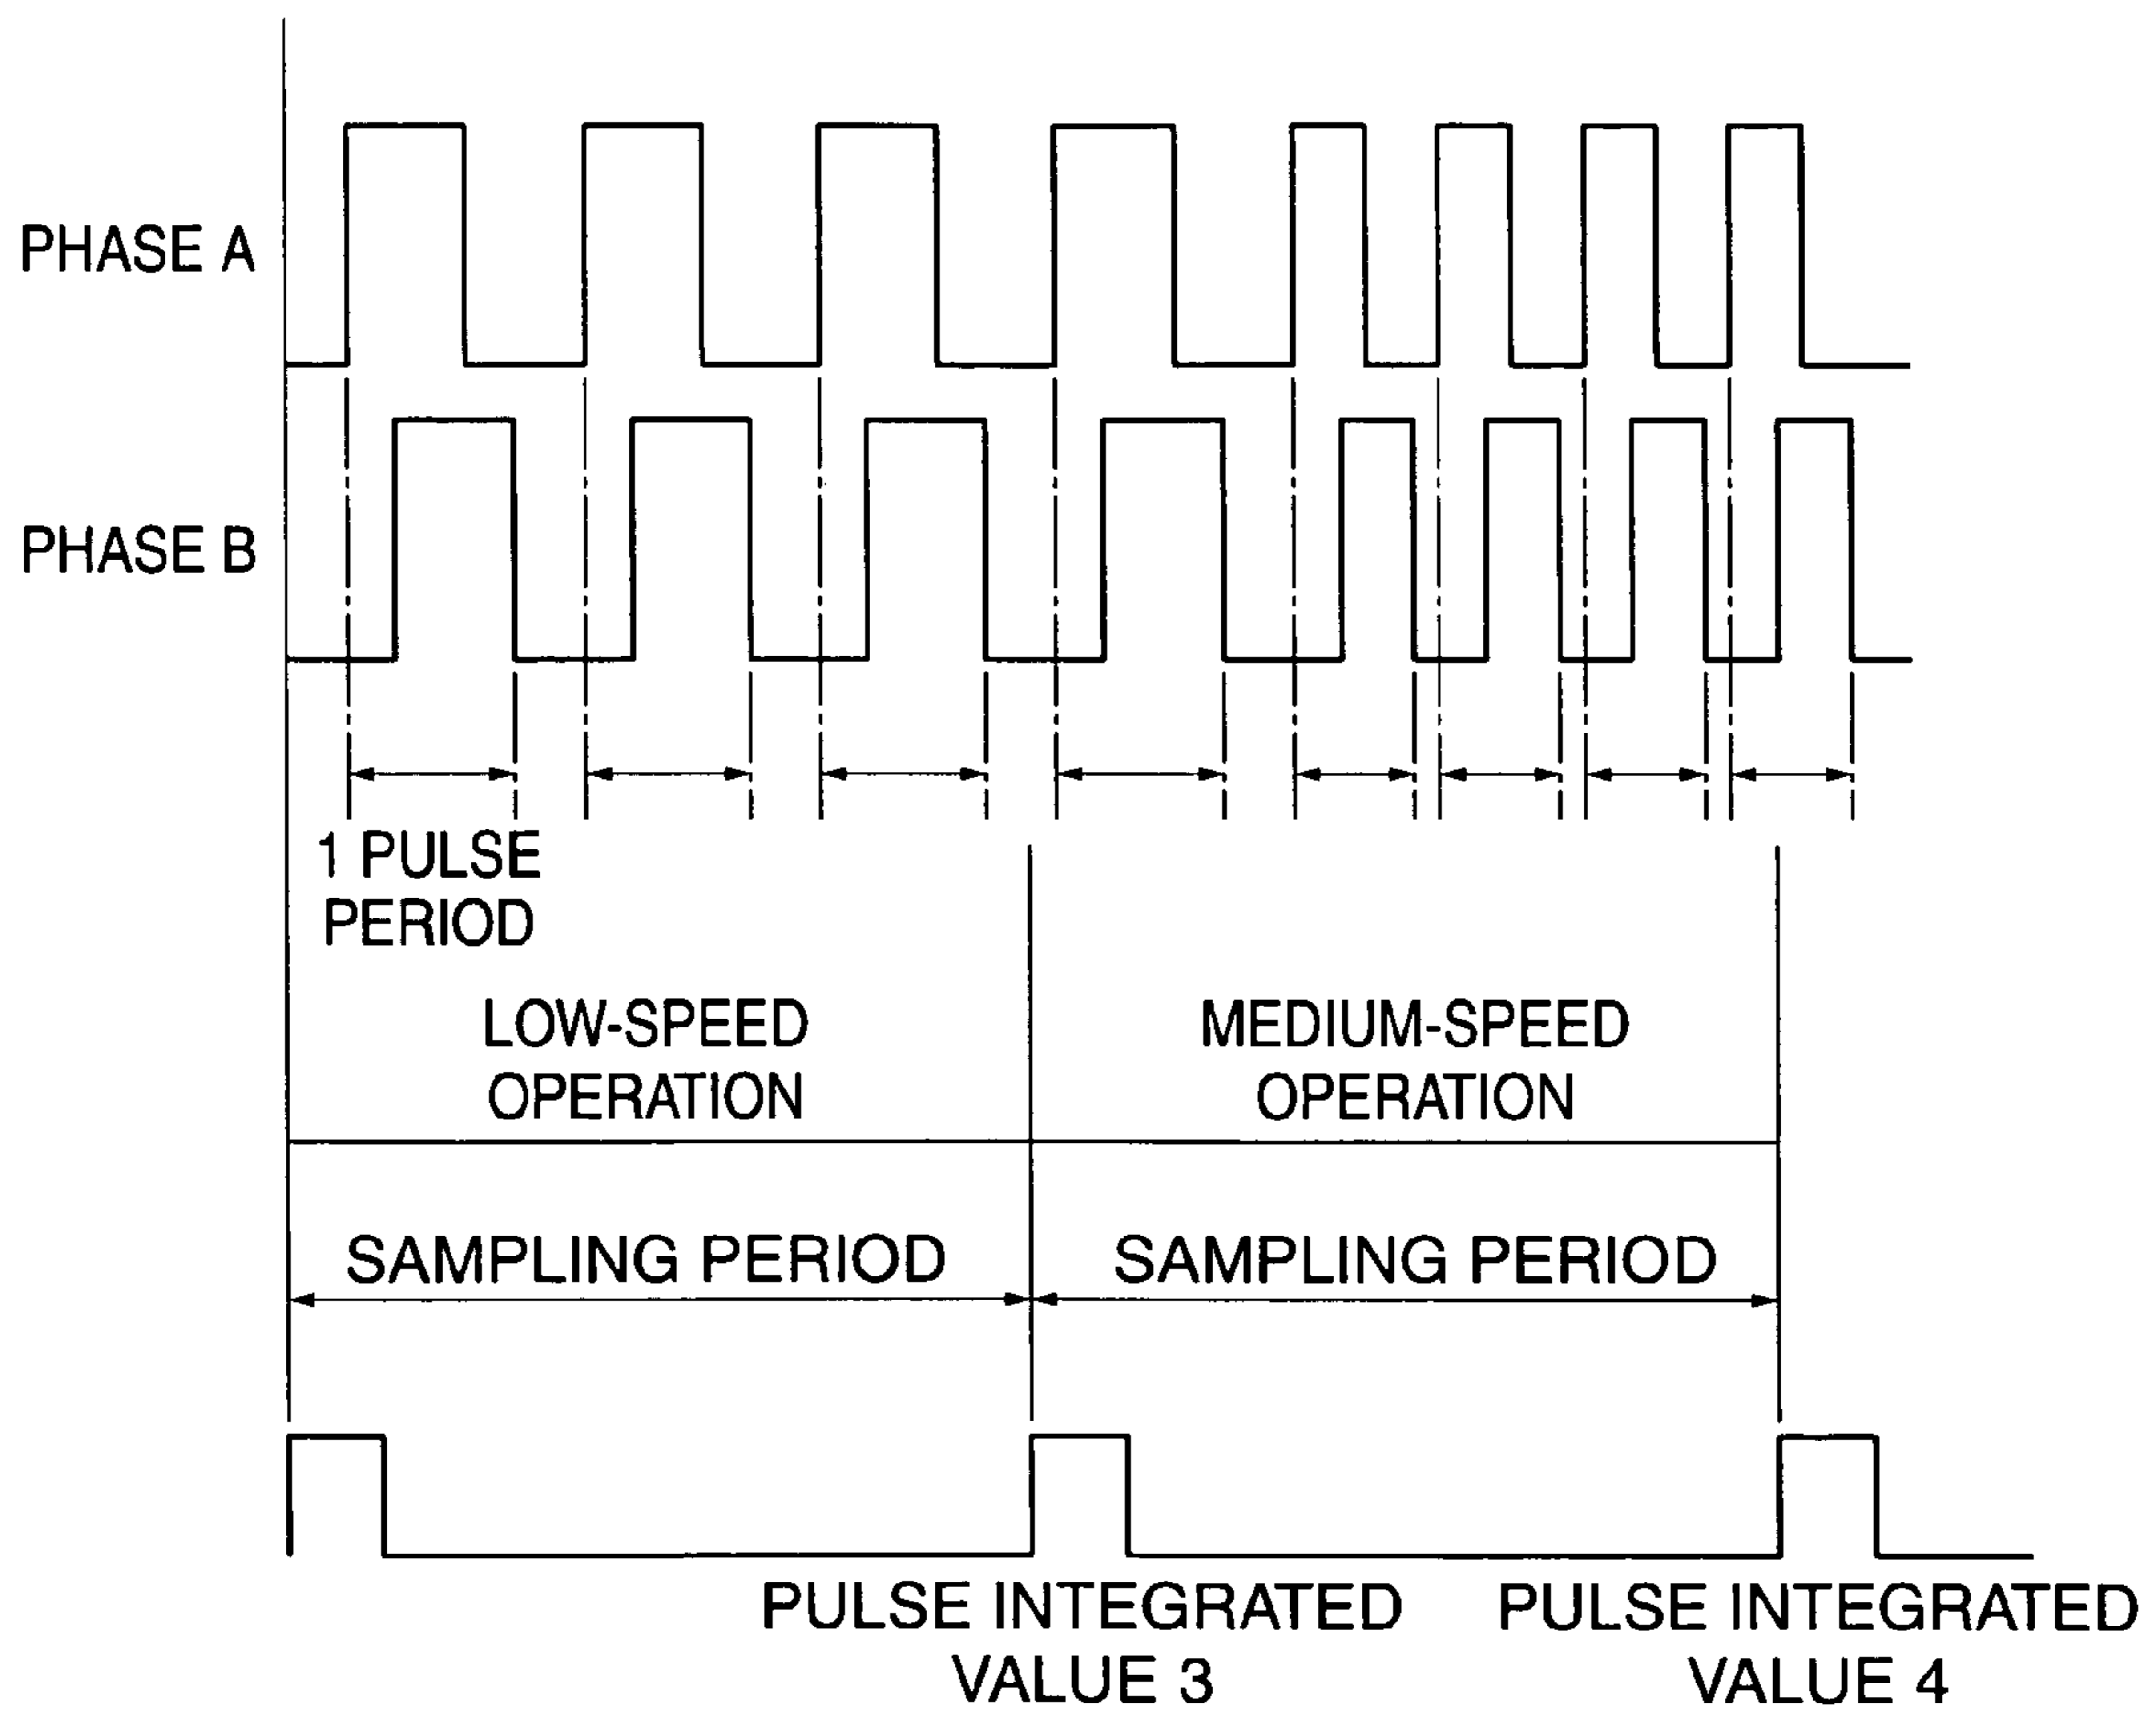 PHASE A
PHASE B
1 PULSE
PERIOD
LOW-SPEED
OPERATION
MEDIUM-SPEED
OPERATION
SAMPLING PERIOD
SAMPLING PERIOD
PULSE INTEGRATED
VALUE 3
PULSE INTEGRATED
VALUE 4